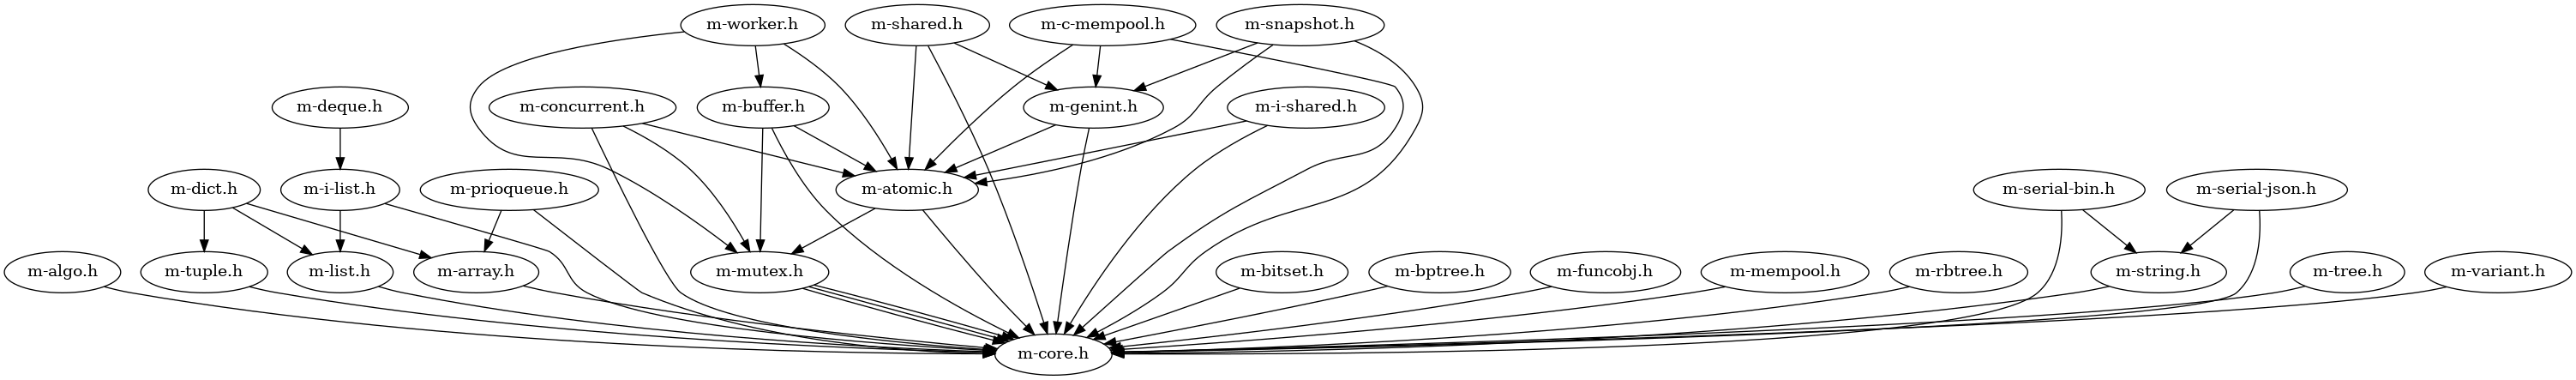 m-worker.h
m-shared.h
m-c-mempool.h
m-snapshot.h
m-deque.h
m-concurrent.h
m-buffer.h
m-genint.h
m-i-shared.h
m-dict.h
m-i-list.h
m-prioqueue.h
m-atomic.h
m-serial-bin.h
m-serial-json.h
m-algo.h
m-tuple.h
m-list.h
m-array.h
m-mutex.h
m-bitset.h
m-bptree.h
m-funcobj.h
m-mempool.h
m-rbtree.h
m-string.h
m-tree.h
m-variant.h
m-core.h